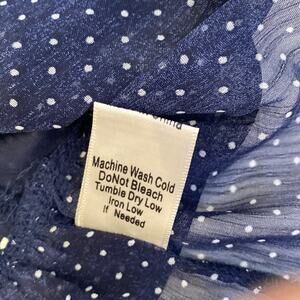 Machine Wash Cold
DoNot Bleach
Tumble Dry Low
Iron Low
If Needed